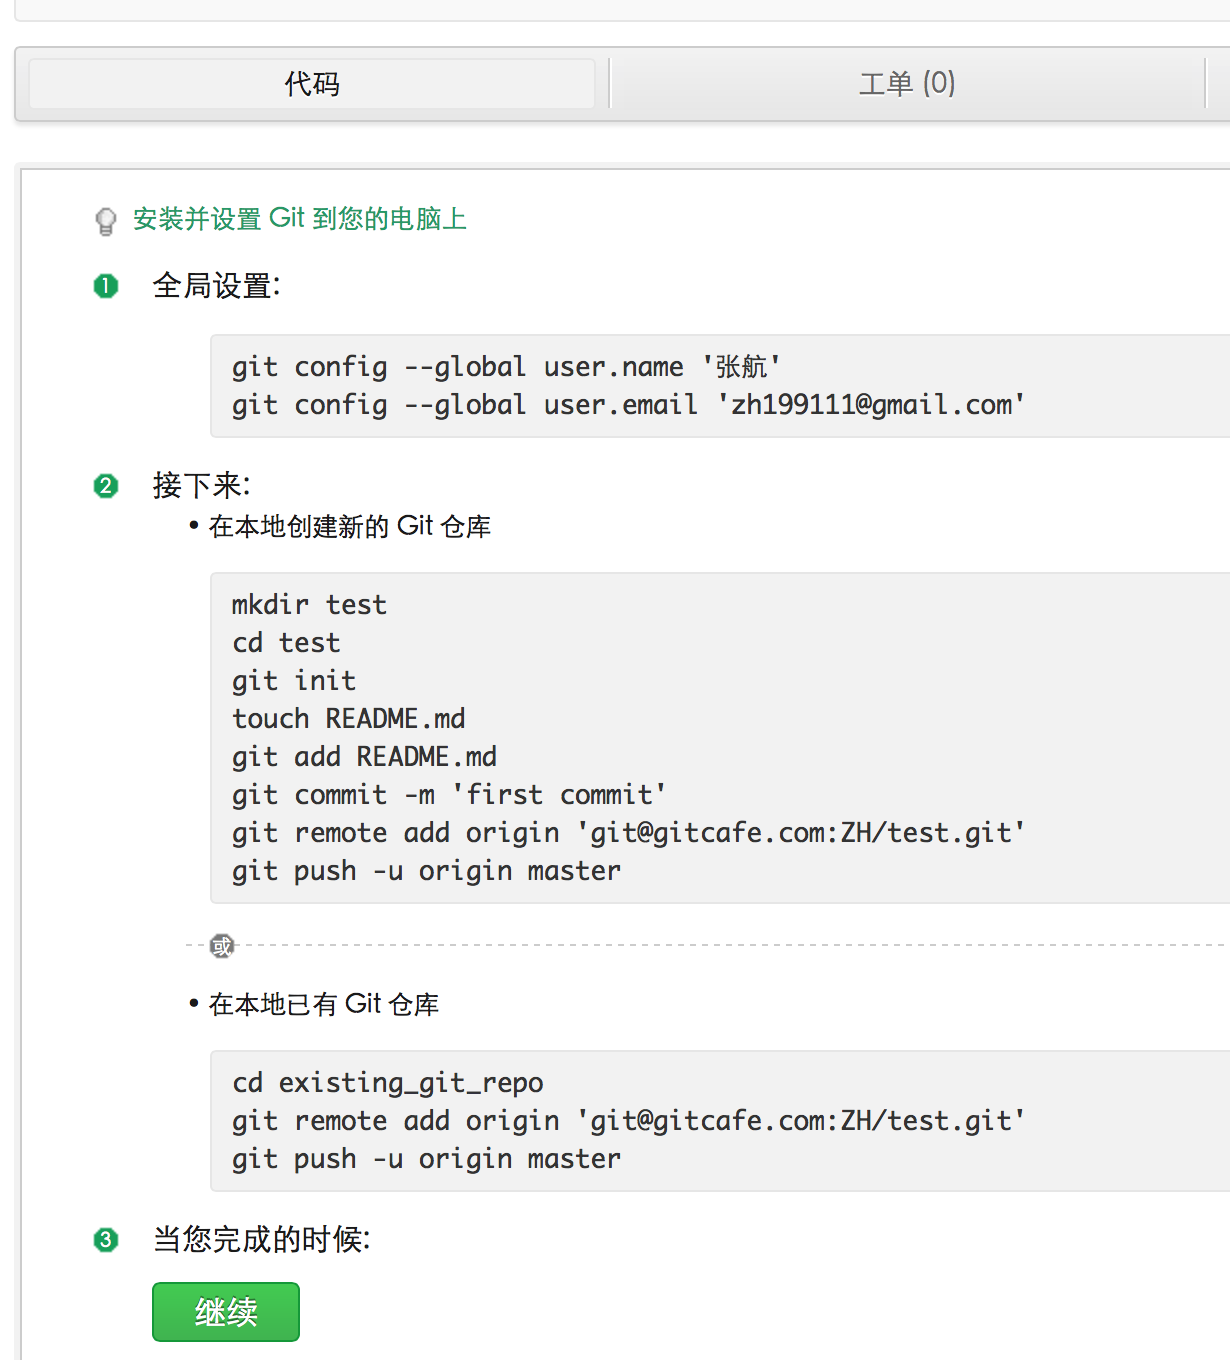 代码
工单 (0)
安装并设置 Git 到您的电脑上
1 全局设置:
git config --global user.name '张航'
git config --global user.email 'zh199111@gmail.com'
2 接下来:
• 在本地创建新的 Git 仓库
mkdir test
cd test
git init
touch README.md
git add README.md
git commit -m 'first commit'
git remote add origin 'git@gitcafe.com:ZH/test.git'
git push -u origin master
或
• 在本地已有 Git 仓库
cd existing_git_repo
git remote add origin 'git@gitcafe.com:ZH/test.git'
git push -u origin master
3 当您完成的时候:
继续